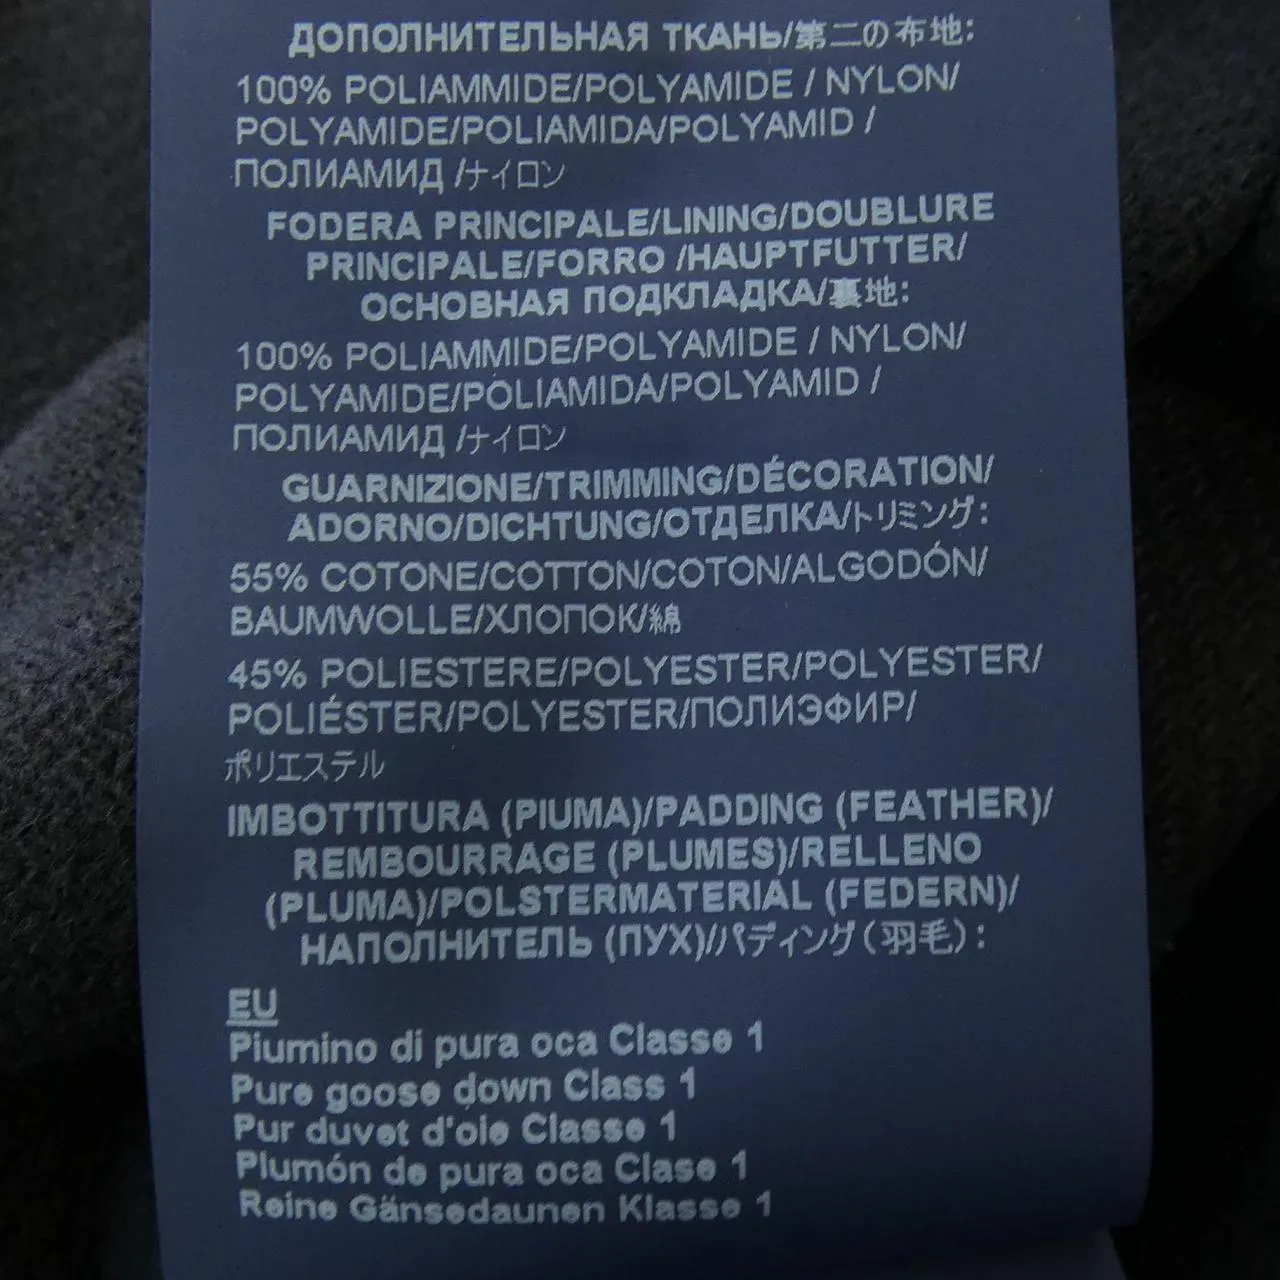 ДОПОЛНИТЕЛЬНАЯ ТКАНЬ/第二の布地:
100% POLIAMMIDE/POLYAMIDE / NYLON/
POLYAMIDE/POLIAMIDA/POLYAMID /
ПОЛИАМИД /ナイロン
FODERA PRINCIPALE/LINING/DOUBLURE
PRINCIPALE/FORRO /HAUPTFUTTER/
ОСНОВНАЯ ПОДКЛАДКА/裏地:
100% POLIAMMIDE/POLYAMIDE / NYLON/
POLYAMIDE/POLIAMIDA/POLYAMID /
ПОЛИАМИД /ナイロン
GUARNIZIONE/TRIMMING/DÉCORATION/
ADORNO/DICHTUNG/ОТДЕЛКА/トリミング:
55% COTONE/COTTON/COTON/ALGODÓN/
BAUMWOLLE/ХЛОПОК/綿
45% POLIESTERE/POLYESTER/POLYESTER/
POLIÉSTER/POLYESTER/ПОЛИЭФИР/
ポリエステル
IMBOTTITURA (PIUMA)/PADDING (FEATHER)/
REMBOURRAGE (PLUMES)/RELLENO
(PLUMA)/POLSTERMATERIAL (FEDERN)/
НАПОЛНИТЕЛЬ (ПУХ)/パディング(羽毛):
EU
Piumino di pura oca Classe 1
Pure goose down Class 1
Pur duvet d'oie Classe 1
Plumón de pura oca Clase 1
Reine Gänsedaunen Klasse 1